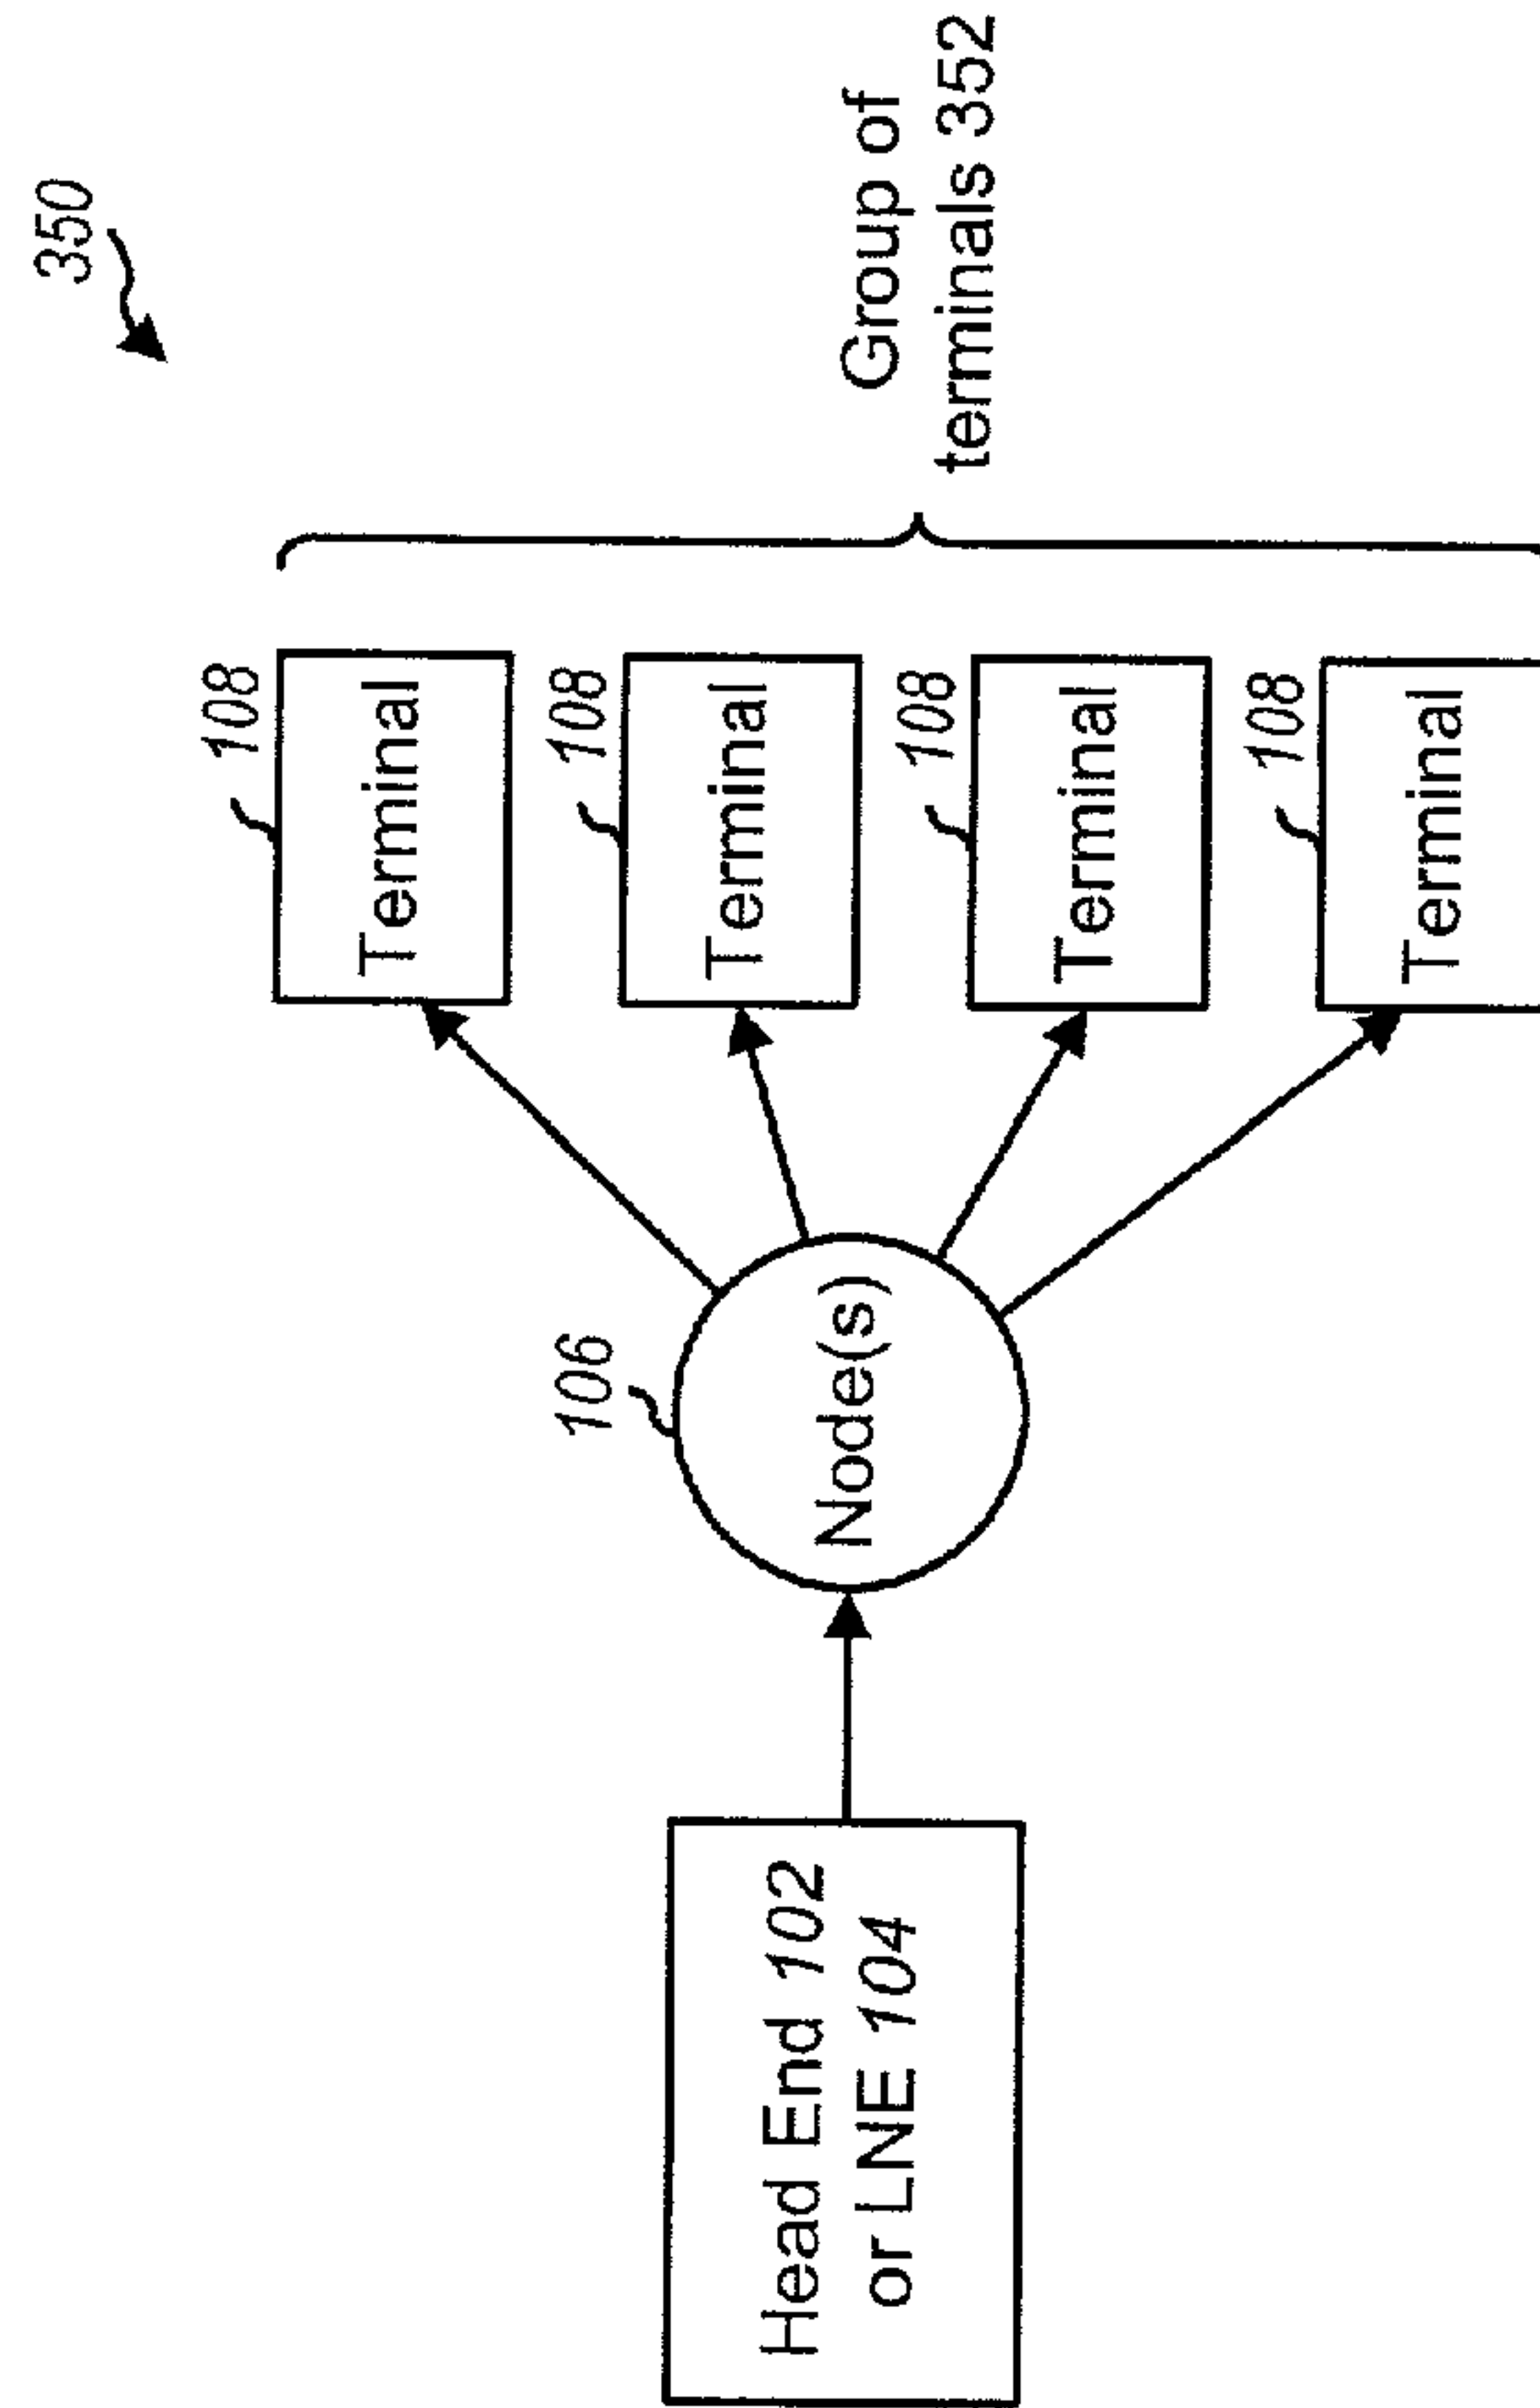 350
108
Terminal
108
Terminal
108
Terminal
108
Terminal
Group of
terminals 352
106
Node(s)
Head End 102
or LNE 104